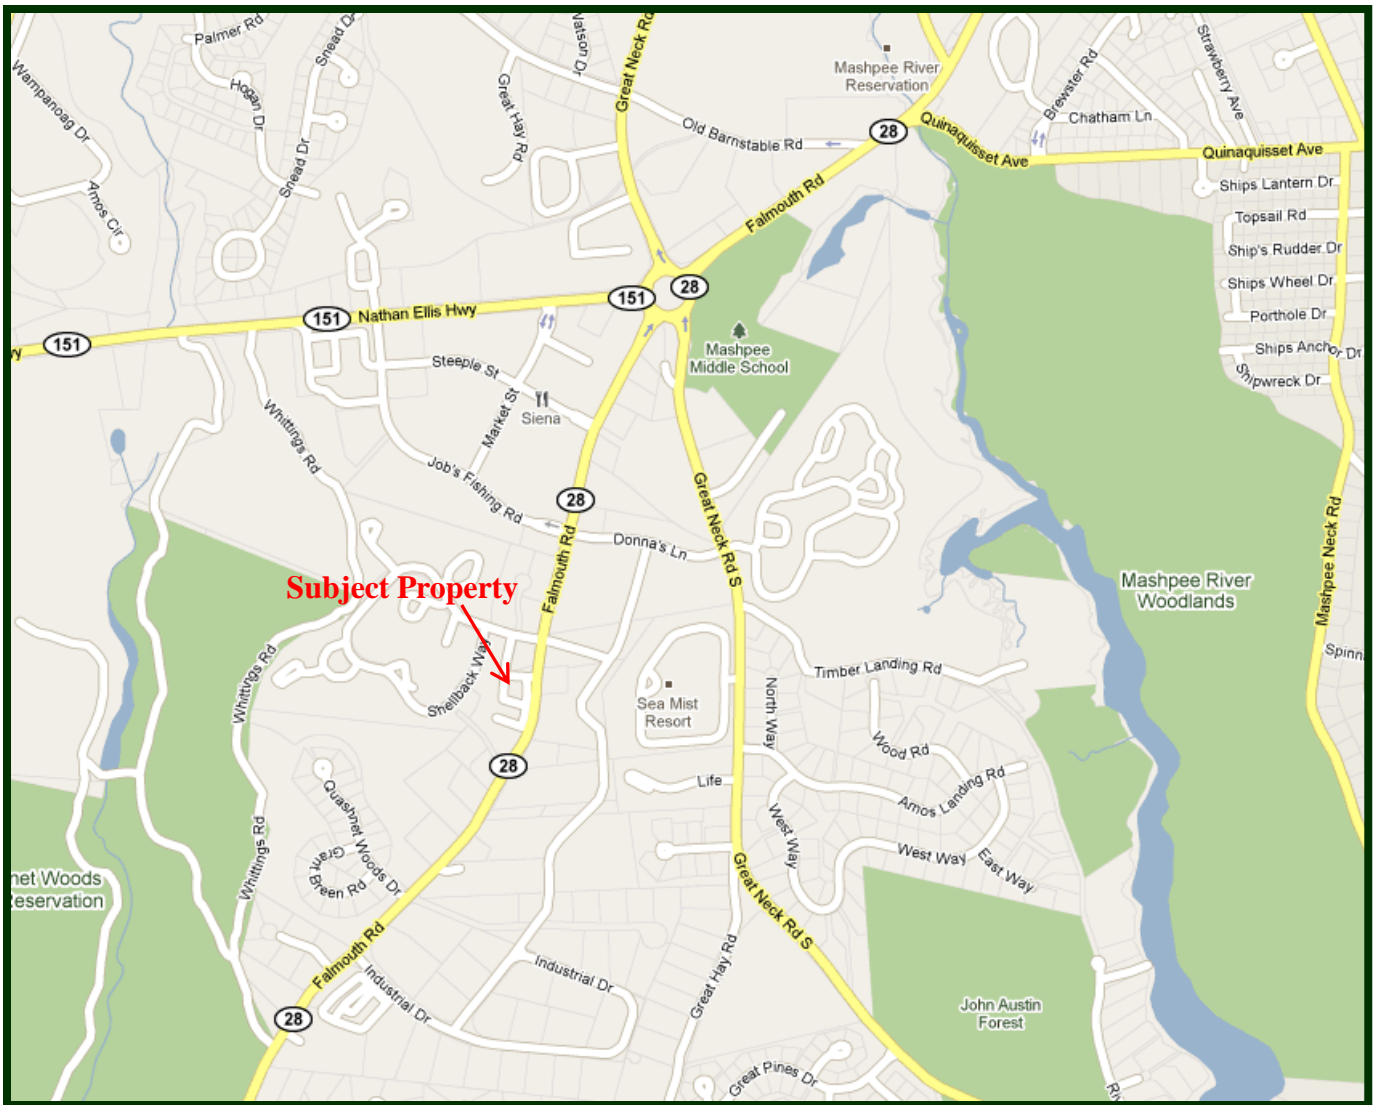 Palmer Rd
Snead Dr
Watson Dr
Great Neck Rd
Mashpee River
Reservation
Strawberry Ave
Brewster Rd
Wampanoag Dr
Hogan Dr
Great Hay Rd
Chatham Ln
Old Barnstable Rd
28
Quinaquisset Ave
Quinaquisset Ave
Snead Dr
Amos Cir
Falmouth Rd
Ships Lantern Dr
Topsail Rd
Ship's Rudder Dr
Ships Wheel Dr
Porthole Dr
Ships Anchor Dr
Shipwreck Dr
151
28
151
Nathan Ellis Hwy
151
wy
Mashpee
Middle School
Steeple St
Market St
Siena
Whittings Rd
Job's Fishing Rd
28
Great Neck Rd S
Donna's Ln
Falmouth Rd
Mashpee Neck Rd
Mashpee River
Woodlands
Subject Property
Whittings Rd
Shellback Way
Sea Mist
Resort
North Way
Timber Landing Rd
Spinn
Wood Rd
28
Life
Amos Landing Rd
Quashnet Woods Dr
Grant
Breen Rd
West Way
West Way
East Way
Whittings Rd
net Woods
Reservation
Great Neck Rd S
Falmouth Rd
Industrial Dr
Industrial Dr
Great Hay Rd
28
John Austin
Forest
Great Pines Dr
Riv